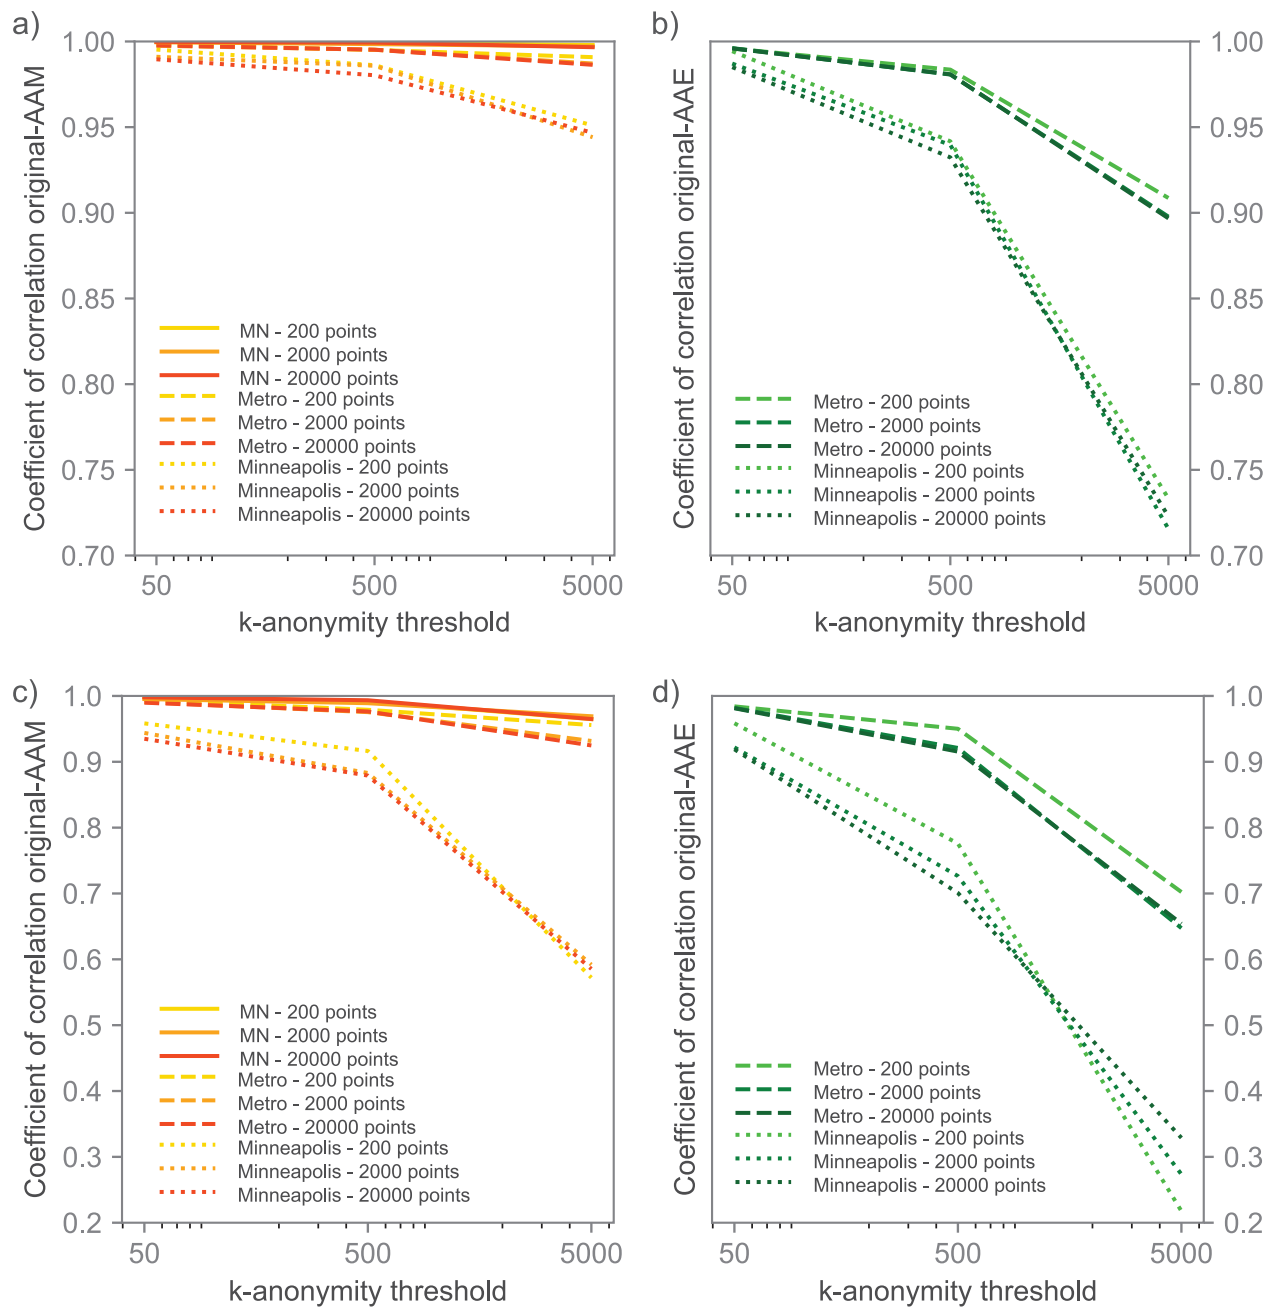 a)
Coefficient of correlation original-AAM
1.00
0.95
0.90
0.85
0.80
0.75
0.70
MN - 200 points
MN - 2000 points
MN - 20000 points
Metro - 200 points
Metro - 2000 points
Metro - 20000 points
Minneapolis - 200 points
Minneapolis - 2000 points
Minneapolis - 20000 points
50 500 5000
k-anonymity threshold
b)
Coefficient of correlation original-AAE
1.00
0.95
0.90
0.85
0.80
0.75
0.70
Metro - 200 points
Metro - 2000 points
Metro - 20000 points
Minneapolis - 200 points
Minneapolis - 2000 points
Minneapolis - 20000 points
50 500 5000
k-anonymity threshold
c)
Coefficient of correlation original-AAM
1.0
0.9
0.8
0.7
0.6
0.5
0.4
0.3
0.2
MN - 200 points
MN - 2000 points
MN - 20000 points
Metro - 200 points
Metro - 2000 points
Metro - 20000 points
Minneapolis - 200 points
Minneapolis - 2000 points
Minneapolis - 20000 points
50 500 5000
k-anonymity threshold
d)
Coefficient of correlation original-AAE
1.0
0.9
0.8
0.7
0.6
0.5
0.4
0.3
0.2
Metro - 200 points
Metro - 2000 points
Metro - 20000 points
Minneapolis - 200 points
Minneapolis - 2000 points
Minneapolis - 20000 points
50 500 5000
k-anonymity threshold